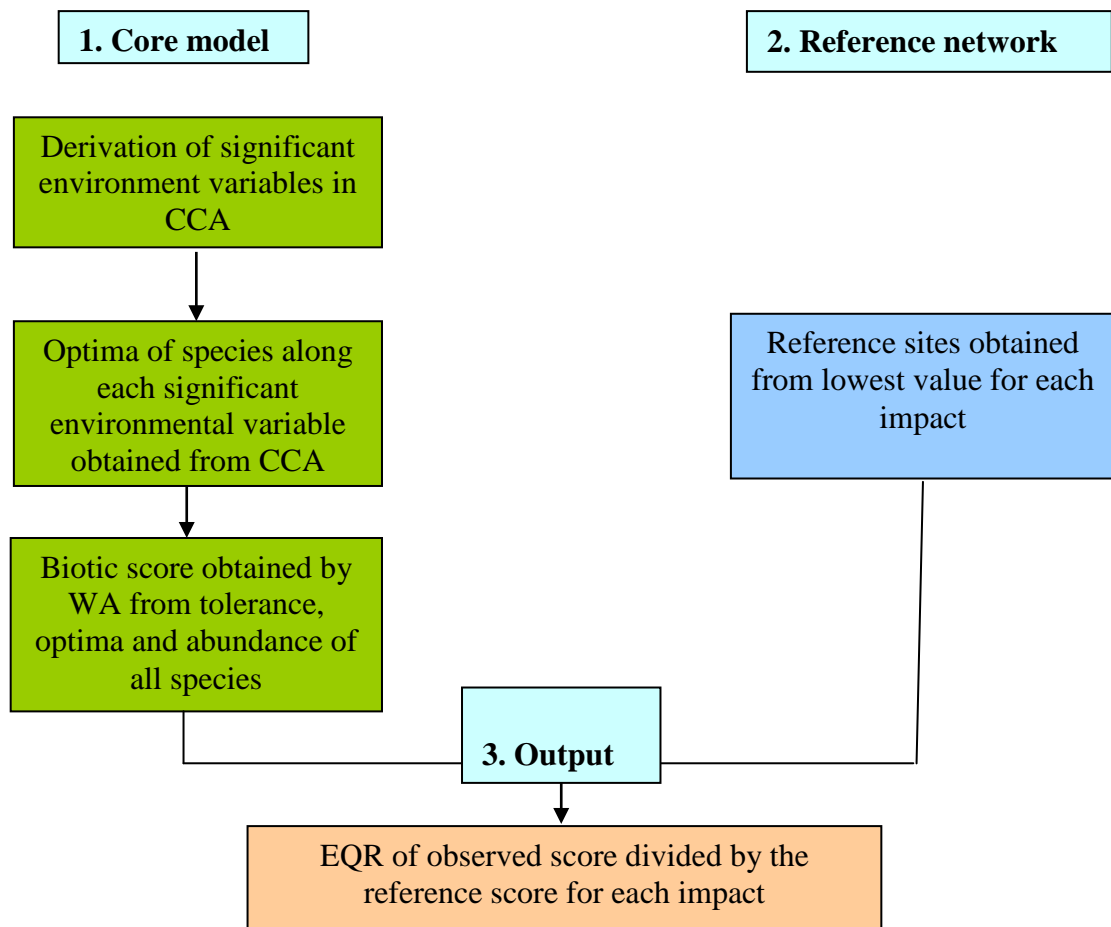 1. Core model
2. Reference network
Derivation of significant
environment variables in
CCA
Optima of species along
each significant
environmental variable
obtained from CCA
Reference sites obtained
from lowest value for each
impact
Biotic score obtained by
WA from tolerance,
optima and abundance of
all species
3. Output
EQR of observed score divided by the
reference score for each impact